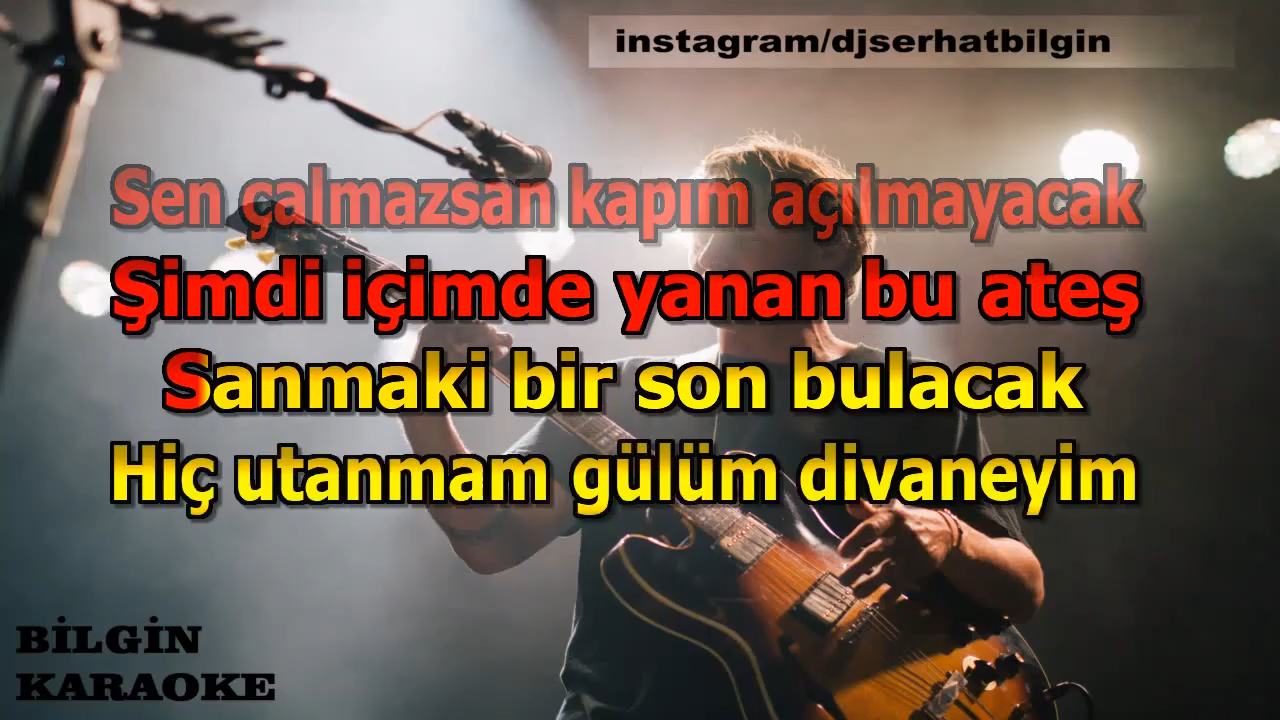 instagram/djserhatbilgin
Sen çalmazsan kapım açılmayacak
Şimdi içimde yanan bu ateş
Sanmaki bir son bulacak
Hiç utanmam gülüm divaneyim
BİLGİN
KARAOKE